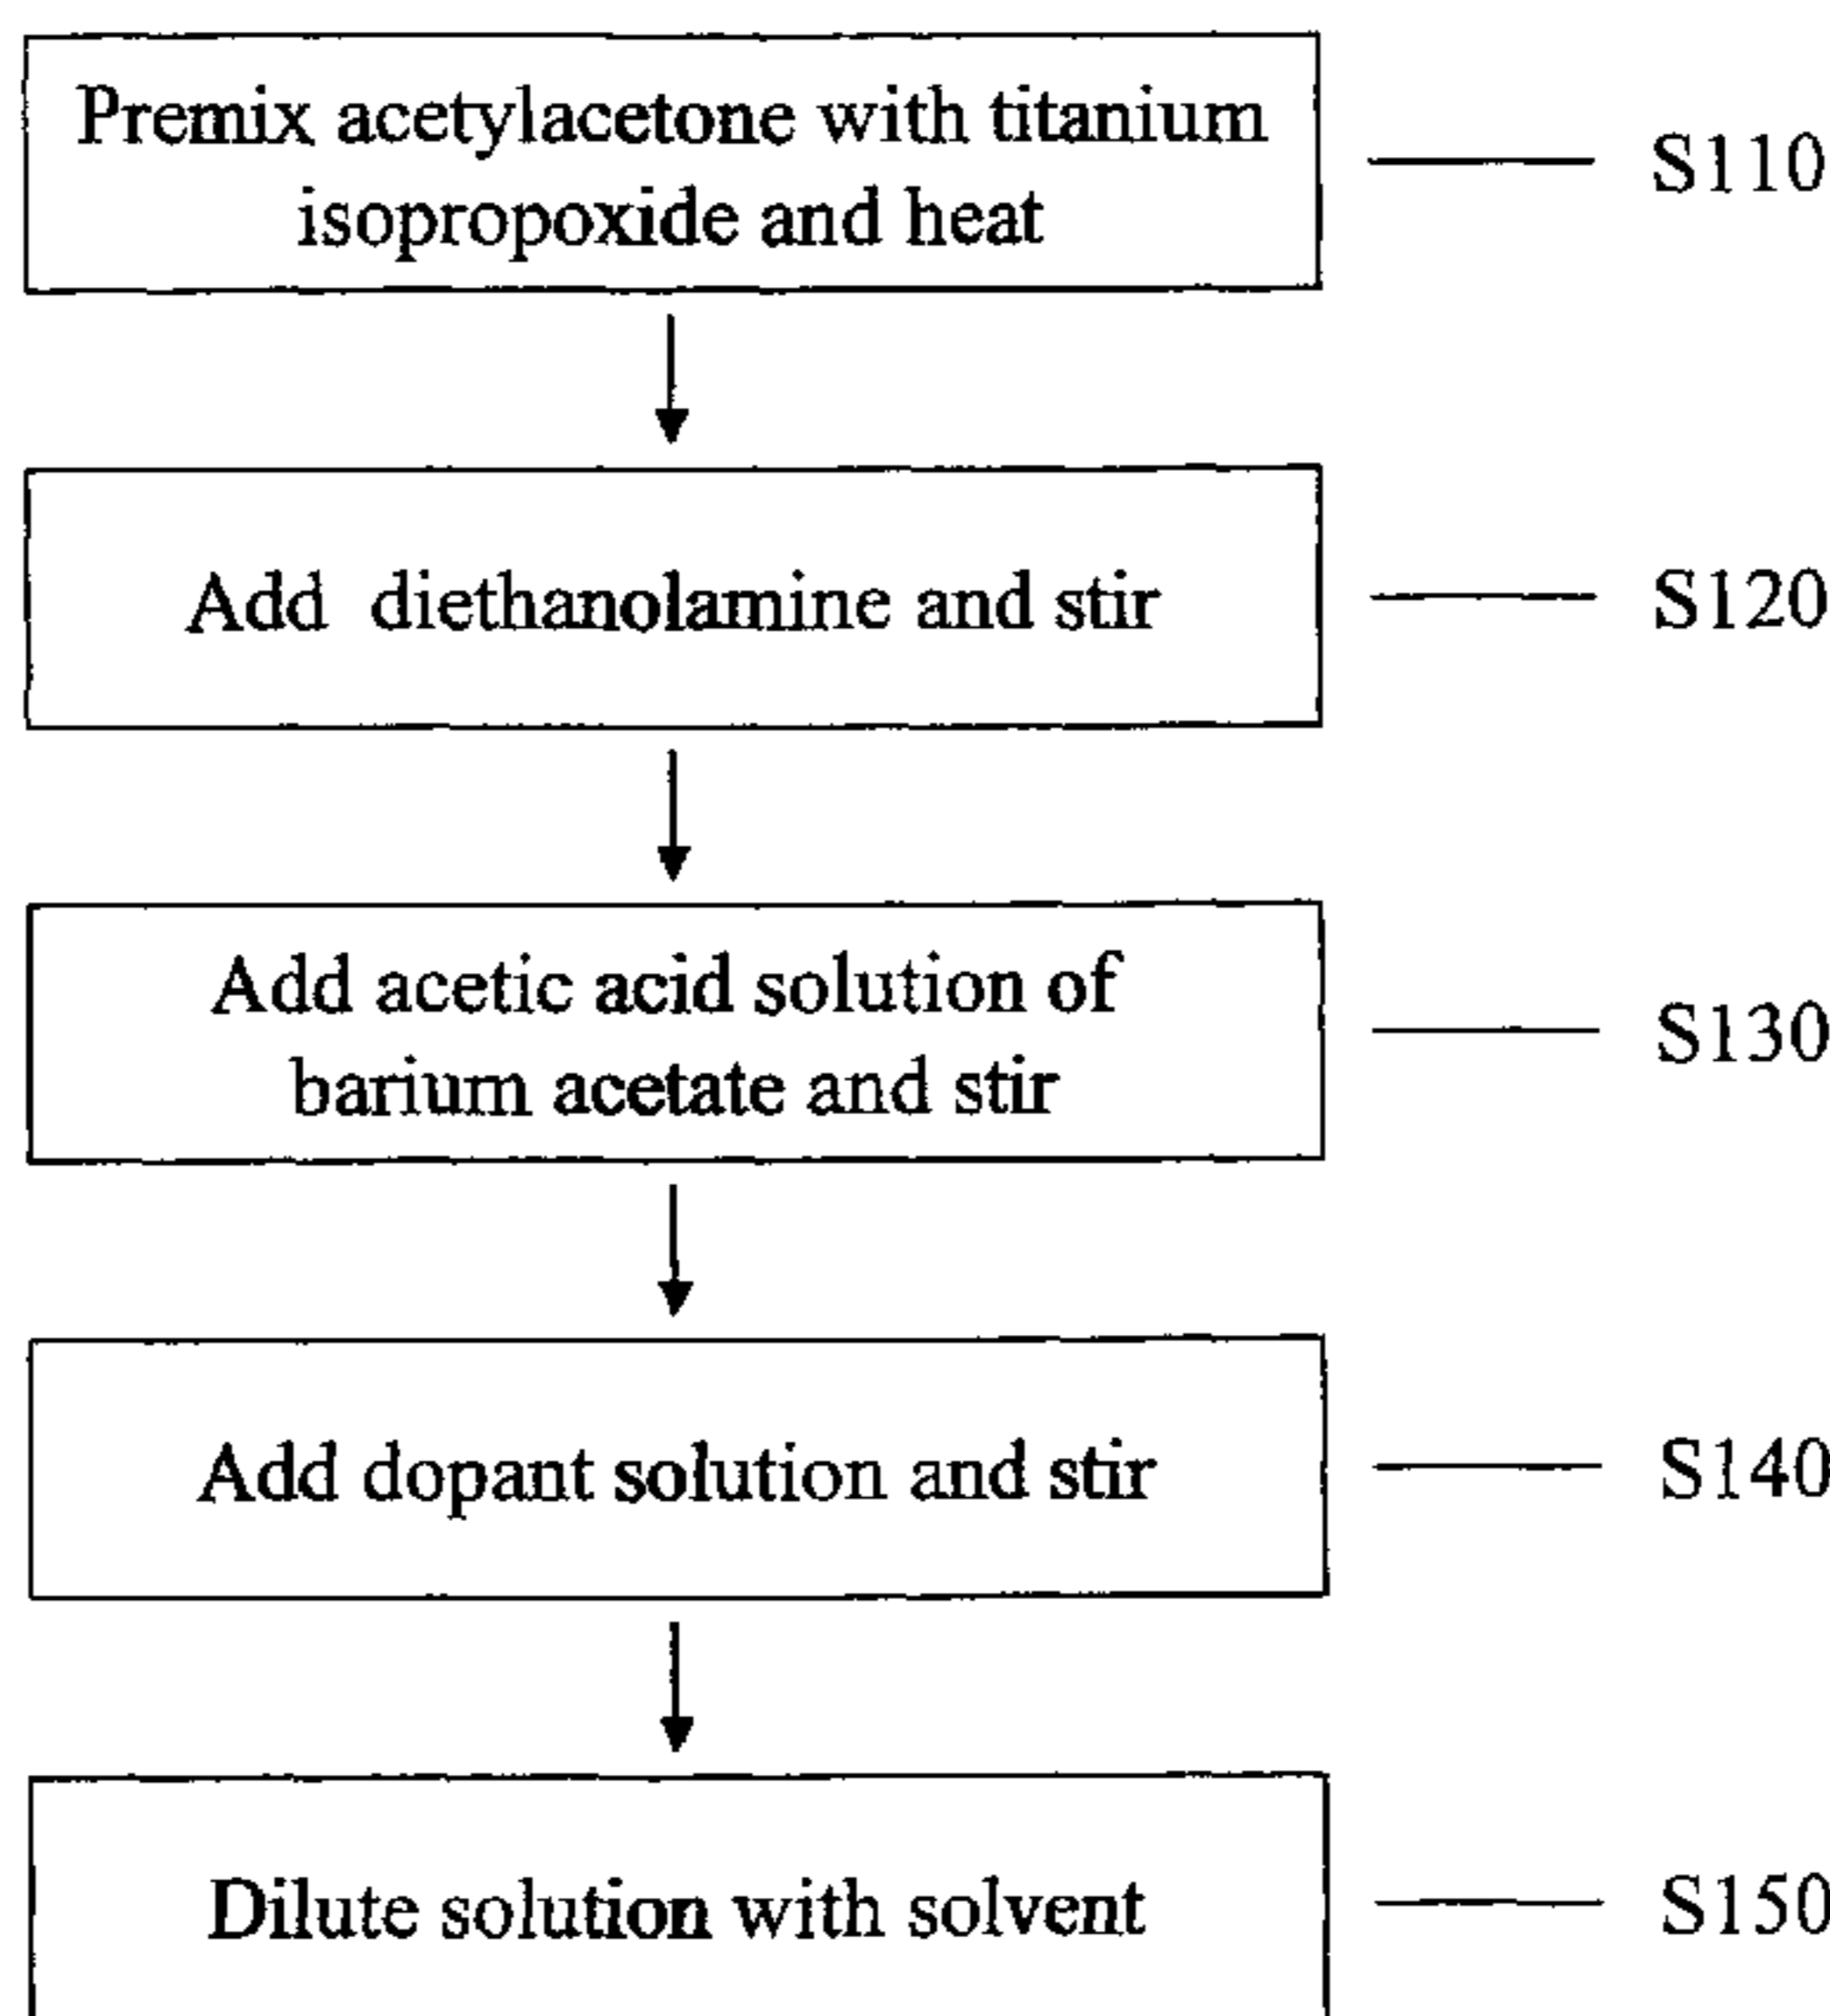 Premix acetylacetone with titanium
isopropoxide and heat
S110
Add diethanolamine and stir
S120
Add acetic acid solution of
barium acetate and stir
S130
Add dopant solution and stir
S140
Dilute solution with solvent
S150